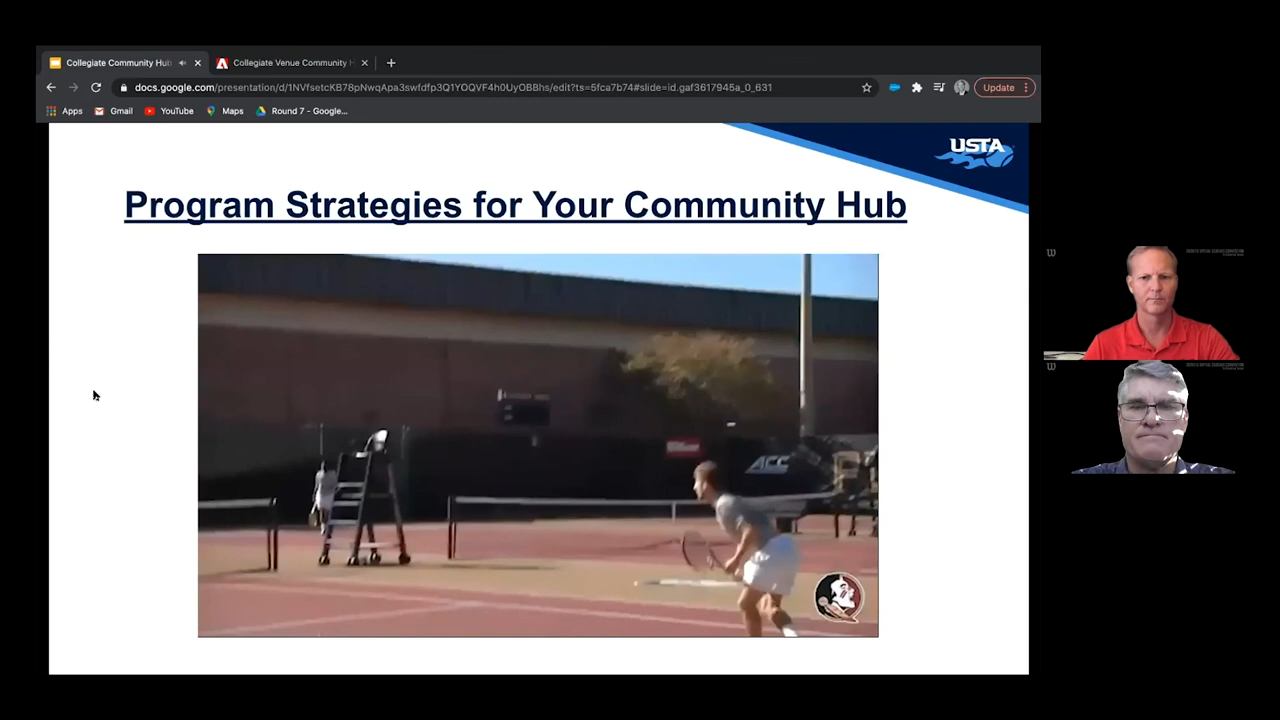 Collegiate Community Hub
Collegiate Venue Community H
docs.google.com/presentation/d/1NVfsetcKB78pNwqApa3swfdfp3Q1YOQVF4h0UyOBBhs/edit?ts=5fca7b74#slide=id.gaf3617945a_0_631
Update
Apps
Gmail
YouTube
Maps
Round 7 - Google...
USTA
Program Strategies for Your Community Hub
ACC